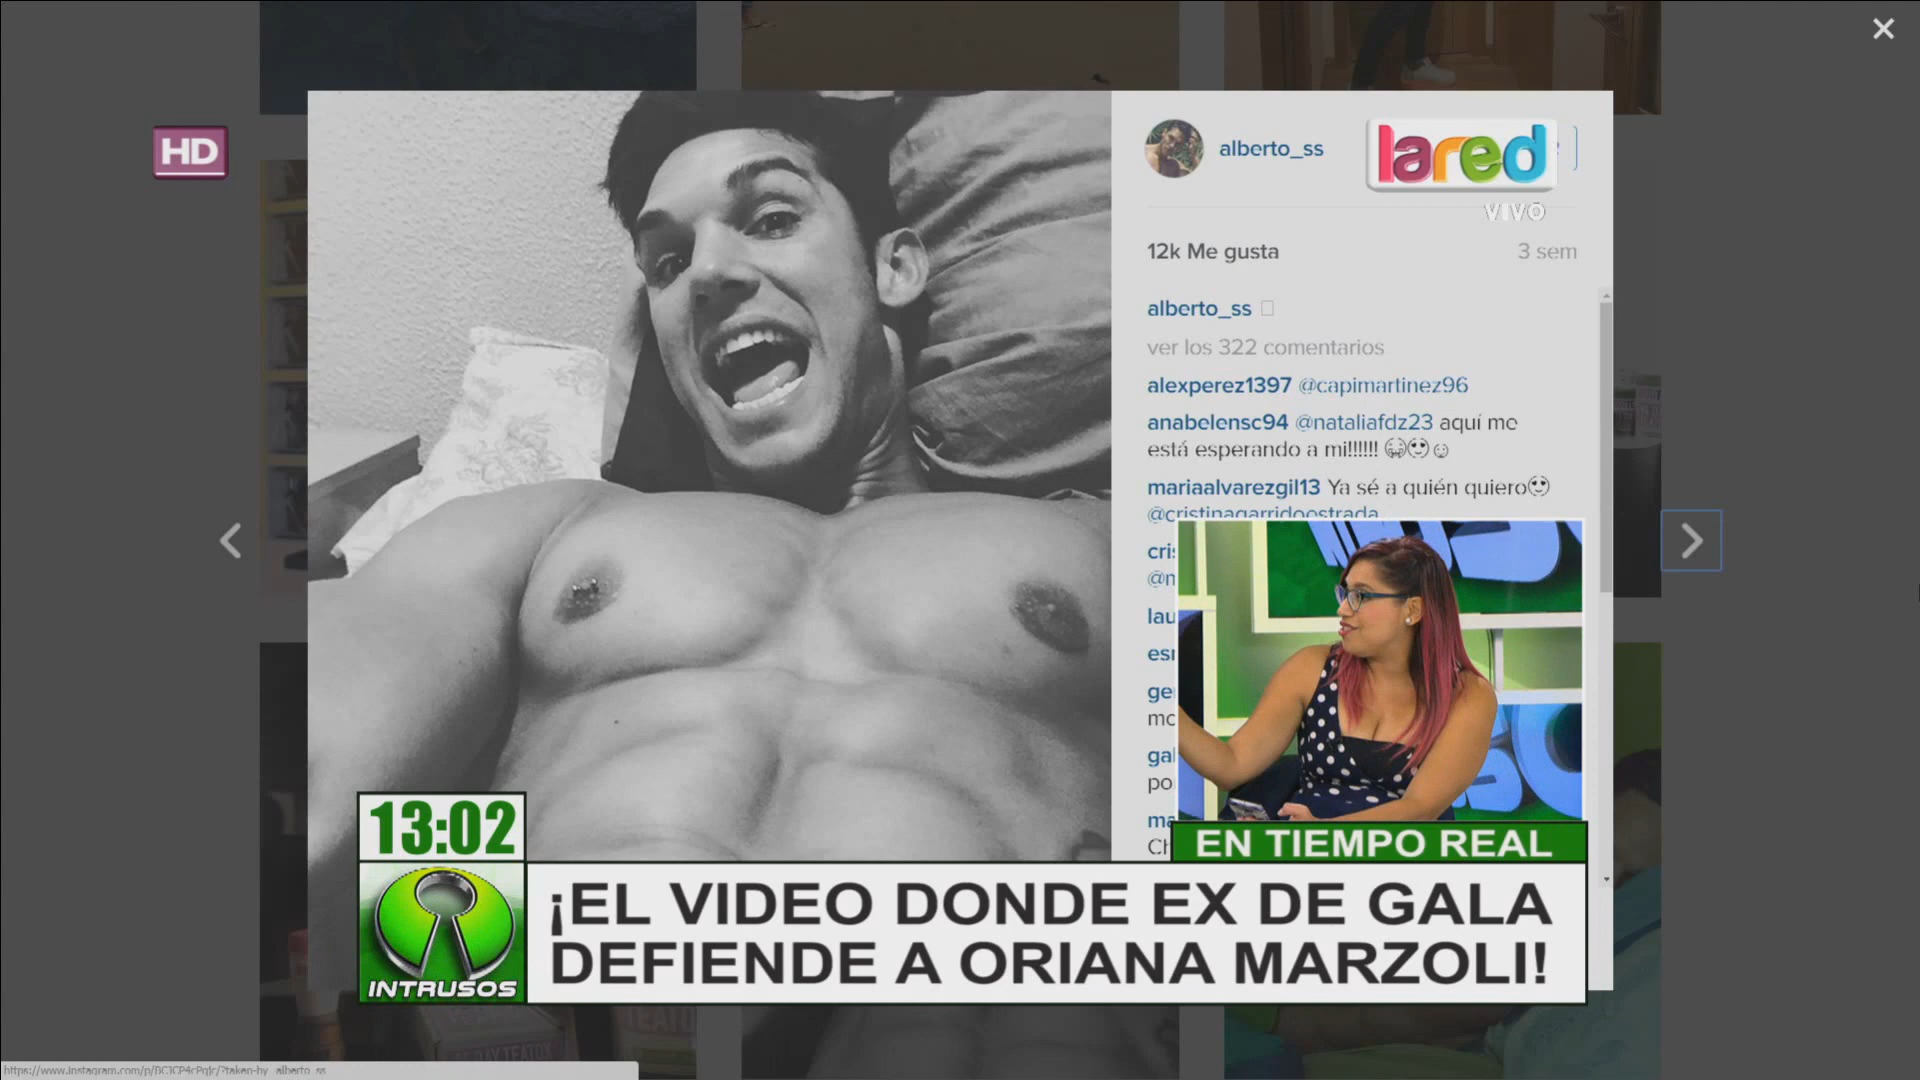 HD
alberto_ss
lared
VIVO
12k Me gusta
3 sem
alberto_ss
ver los 322 comentarios
alexperez1397 @capimartinez96
anabelensc94 @nataliafdz23 aquí me
está esperando a mi!!!!!!
mariaalvarezgil13 Ya sé a quién quiero
@cristinagarridoestrada
13:02
EN TIEMPO REAL
¡EL VIDEO DONDE EX DE GALA
DEFIENDE A ORIANA MARZOLI!
INTRUSOS